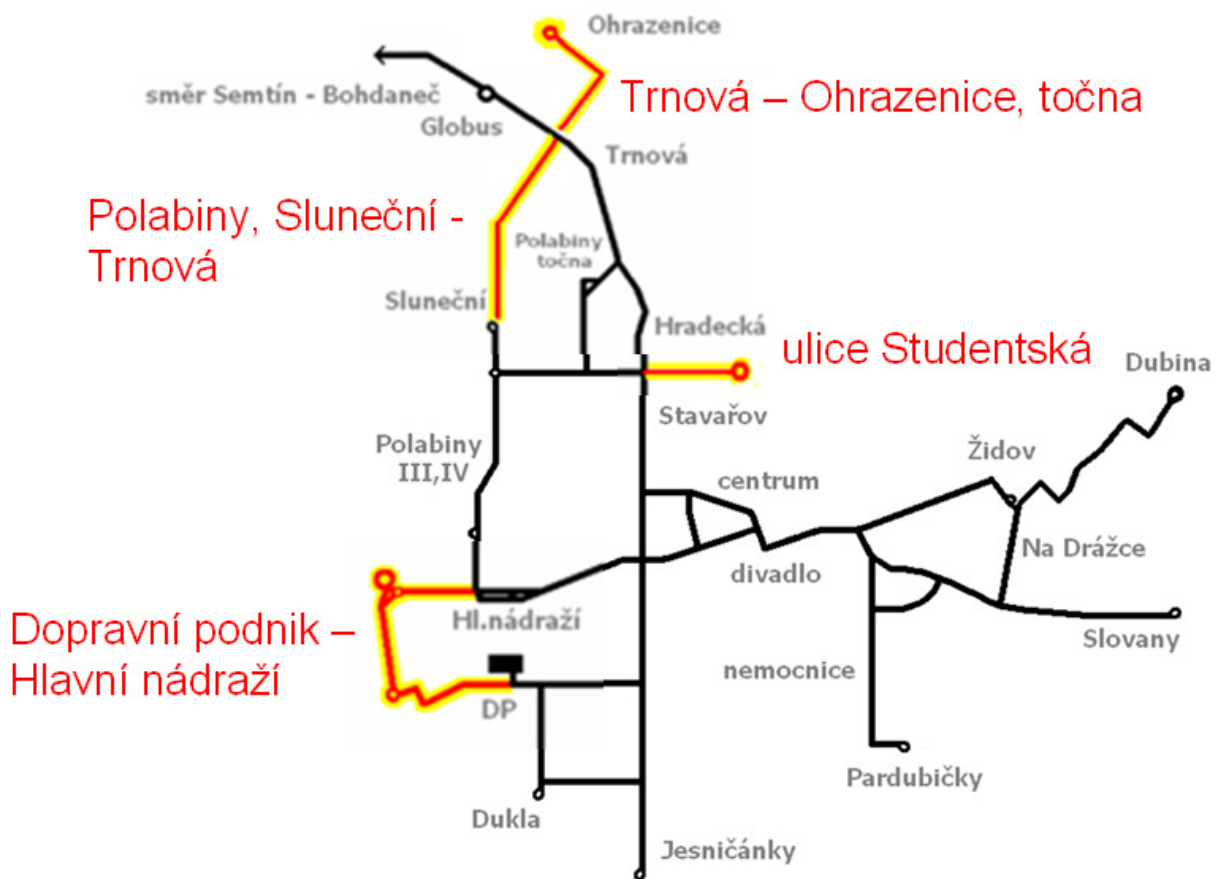 Ohrazenice
směr Semtín - Bohdaneč
Trnová – Ohrazenice, točna
Globus
Trnová
Polabiny, Sluneční -
Trnová
Polabiny
točna
Sluneční
Hradecká
ulice Studentská
Dubina
Stavařov
Polabiny
III,IV
Židov
centrum
Na Drážce
divadlo
Hl.nádraží
Dopravní podnik –
Hlavní nádraží
Slovany
nemocnice
DP
Pardubičky
Dukla
Jesničánky